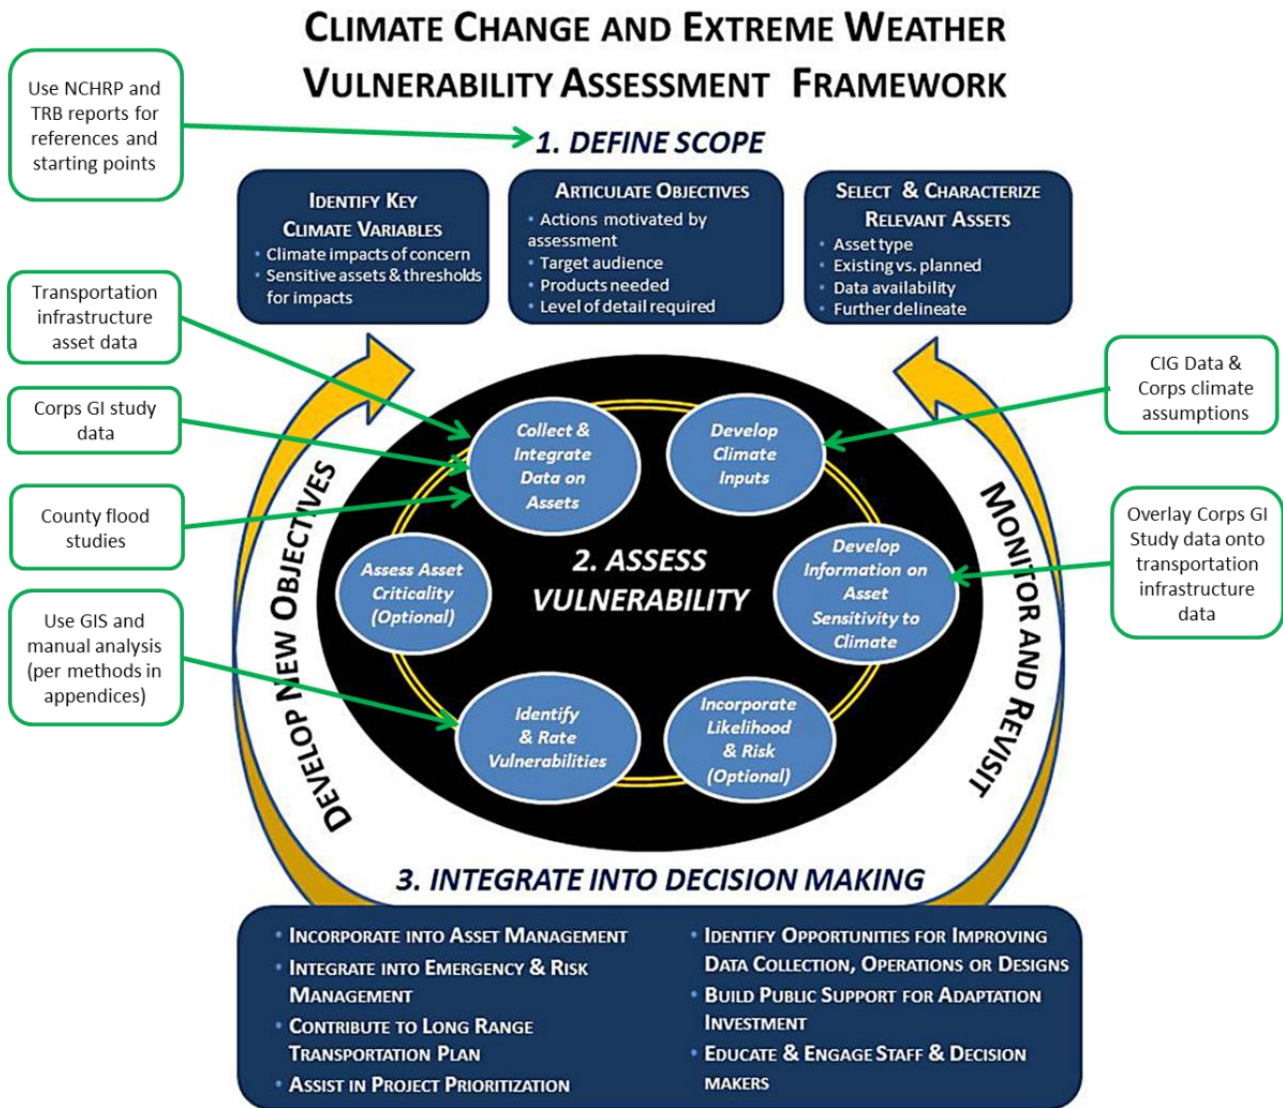 CLIMATE CHANGE AND EXTREME WEATHER
VULNERABILITY ASSESSMENT FRAMEWORK
Use NCHRP and
TRB reports for
references and
starting points
1. DEFINE SCOPE
IDENTIFY KEY
CLIMATE VARIABLES
• Climate impacts of concern
• Sensitive assets & thresholds
for impacts
ARTICULATE OBJECTIVES
• Actions motivated by
assessment
• Target audience
• Products needed
• Level of detail required
SELECT & CHARACTERIZE
RELEVANT ASSETS
• Asset type
• Existing vs. planned
• Data availability
• Further delineate
Transportation
infrastructure
asset data
Corps GI study
data
County flood
studies
Use GIS and
manual analysis
(per methods in
appendices)
CIG Data &
Corps climate
assumptions
Overlay Corps GI
Study data onto
transportation
infrastructure
data
DEVELOP NEW OBJECTIVES
MONITOR AND REVISIT
2. ASSESS
VULNERABILITY
Collect &
Integrate
Data on
Assets
Develop
Climate
Inputs
Develop
Information on
Asset
Sensitivity to
Climate
Incorporate
Likelihood
& Risk
(Optional)
Identify
& Rate
Vulnerabilities
Assess Asset
Criticality
(Optional)
3. INTEGRATE INTO DECISION MAKING
• INCORPORATE INTO ASSET MANAGEMENT
• INTEGRATE INTO EMERGENCY & RISK
MANAGEMENT
• CONTRIBUTE TO LONG RANGE
TRANSPORTATION PLAN
• ASSIST IN PROJECT PRIORITIZATION
• IDENTIFY OPPORTUNITIES FOR IMPROVING
DATA COLLECTION, OPERATIONS OR DESIGNS
• BUILD PUBLIC SUPPORT FOR ADAPTATION
INVESTMENT
• EDUCATE & ENGAGE STAFF & DECISION
MAKERS